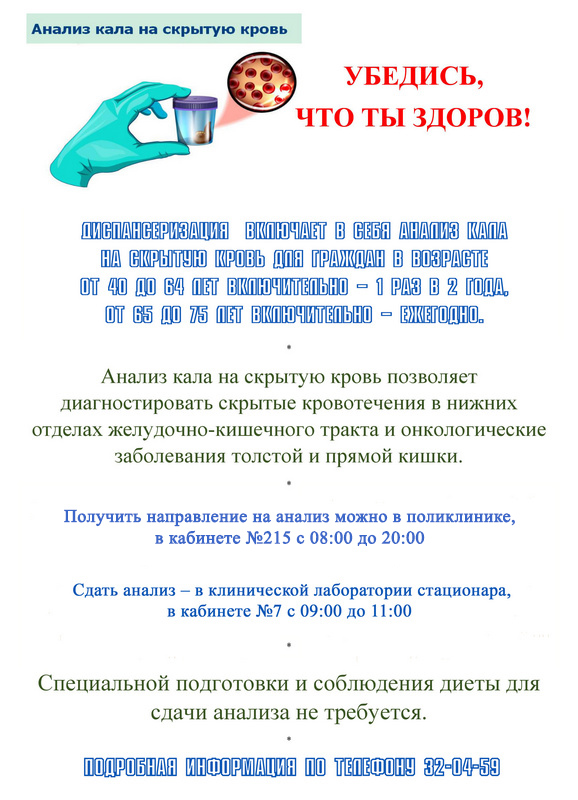 Анализ кала на скрытую кровь
УБЕДИСЬ,
ЧТО ТЫ ЗДОРОВ!
ДИСПАНСЕРИЗАЦИЯ ВКЛЮЧАЕТ В СЕБЯ АНАЛИЗ КАЛА
НА СКРЫТУЮ КРОВЬ ДЛЯ ГРАЖДАН В ВОЗРАСТЕ
ОТ 40 ДО 64 ЛЕТ ВКЛЮЧИТЕЛЬНО – 1 РАЗ В 2 ГОДА,
ОТ 65 ДО 75 ЛЕТ ВКЛЮЧИТЕЛЬНО – ЕЖЕГОДНО.
Анализ кала на скрытую кровь позволяет
диагностировать скрытые кровотечения в нижних
отделах желудочно-кишечного тракта и онкологические
заболевания толстой и прямой кишки.
Получить направление на анализ можно в поликлинике,
в кабинете №215 с 08:00 до 20:00
Сдать анализ – в клинической лаборатории стационара,
в кабинете №7 с 09:00 до 11:00
Специальной подготовки и соблюдения диеты для
сдачи анализа не требуется.
ПОДРОБНАЯ ИНФОРМАЦИЯ ПО ТЕЛЕФОНУ 32-04-59